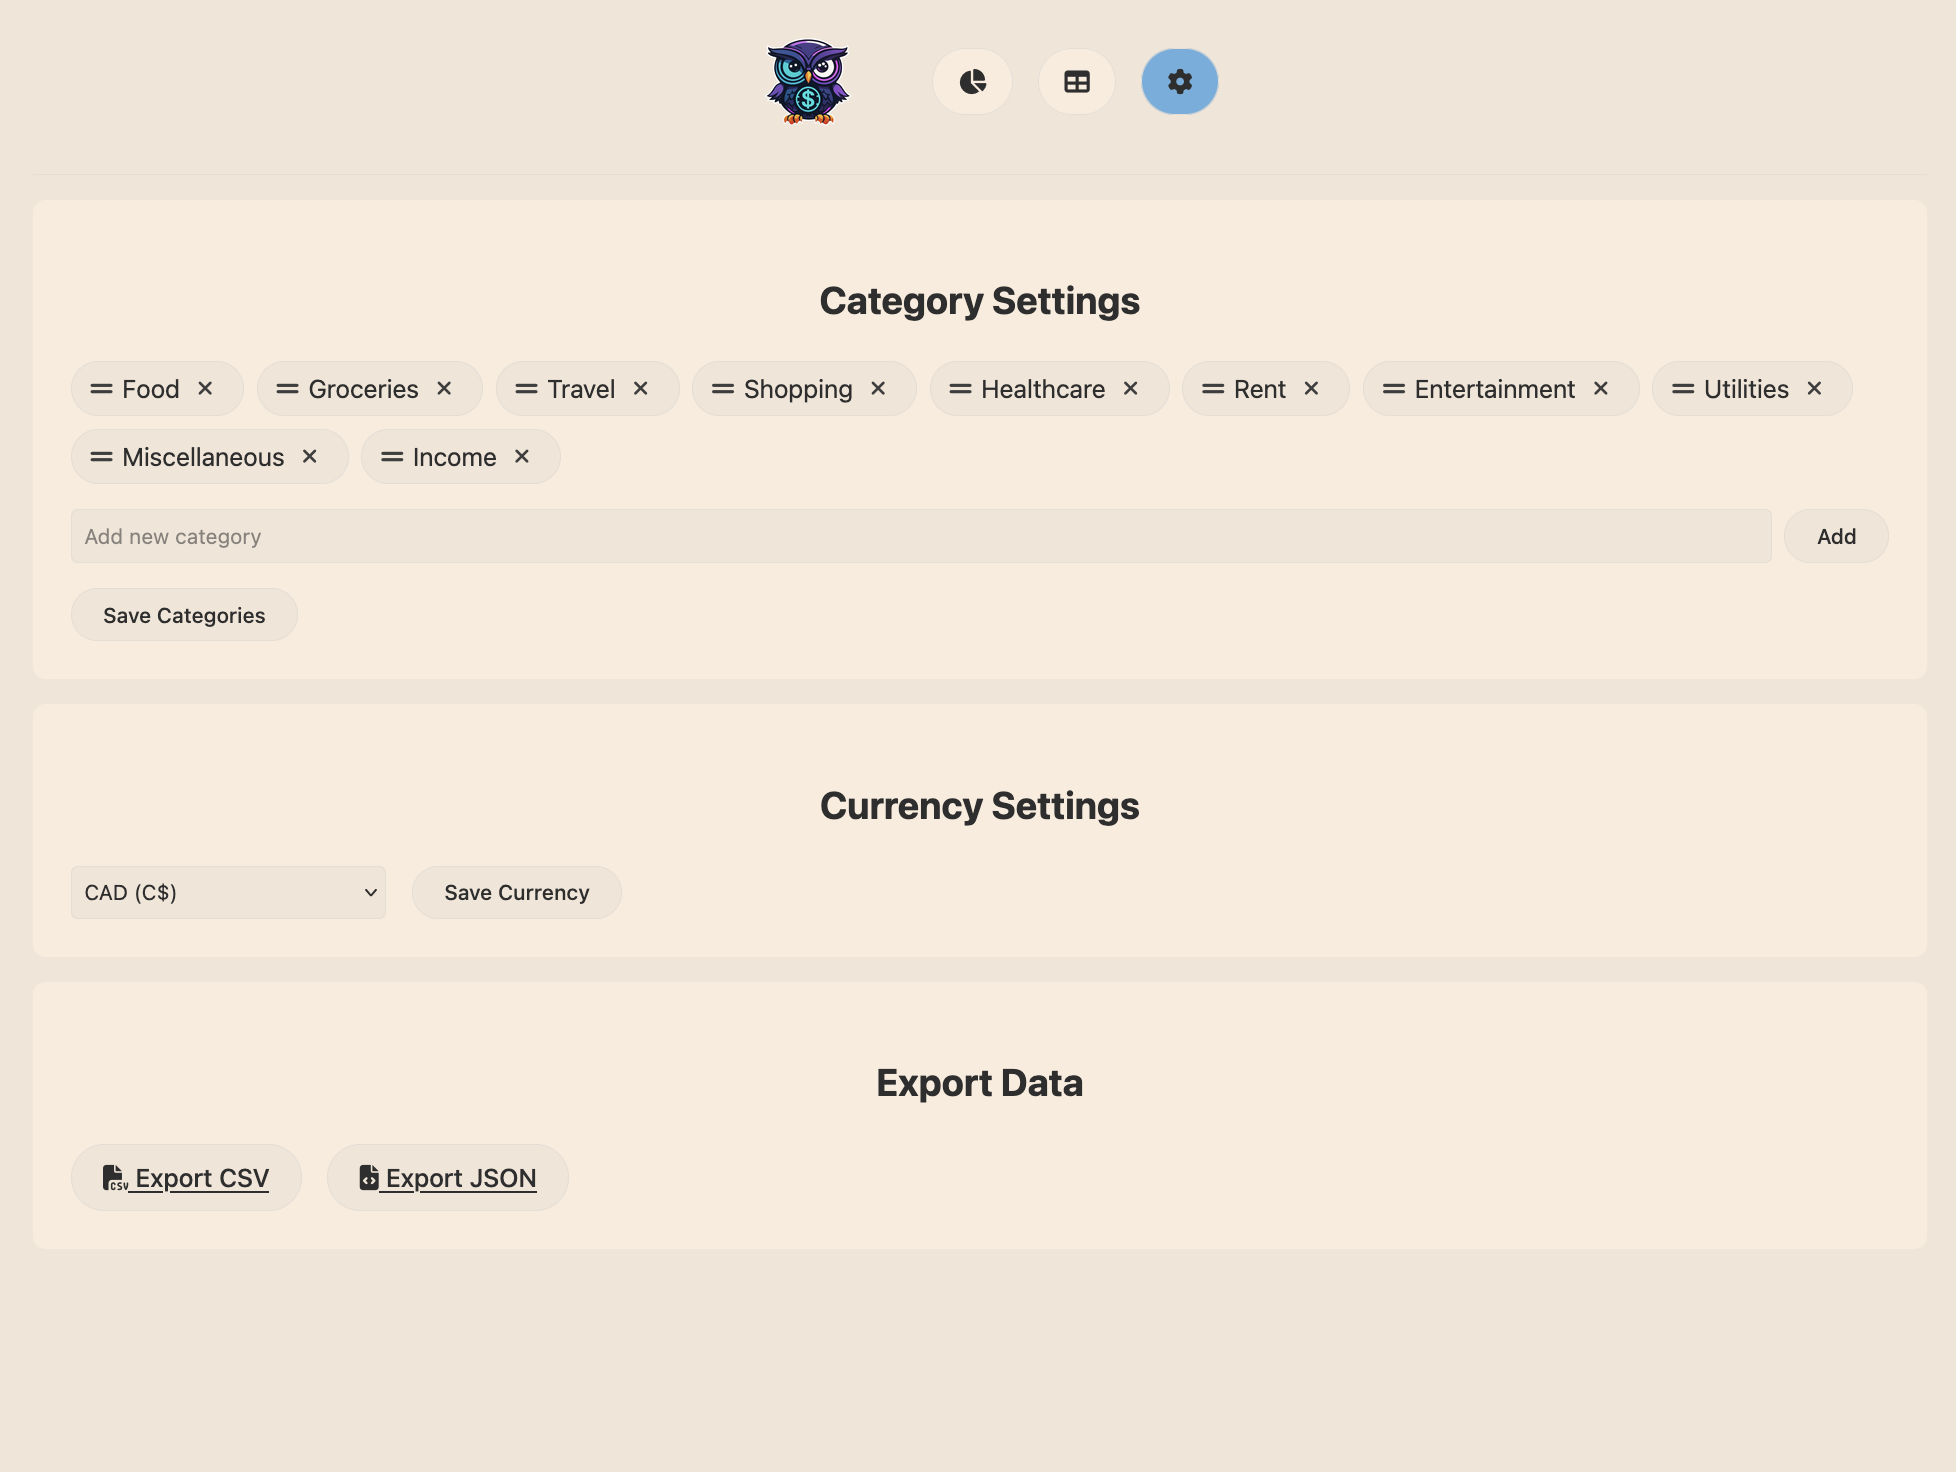 $
Category Settings
Food Groceries Travel Shopping Healthcare Rent Entertainment Utilities
Miscellaneous Income
Add new category Add
Save Categories
Currency Settings
CAD (C$) Save Currency
Export Data
CSV Export CSV Export JSON